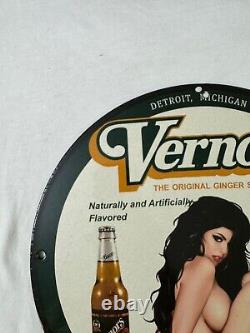 DETROIT, MICHIGAN
Verno
THE ORIGINAL GINGER S
Naturally and Artificially
Flavored